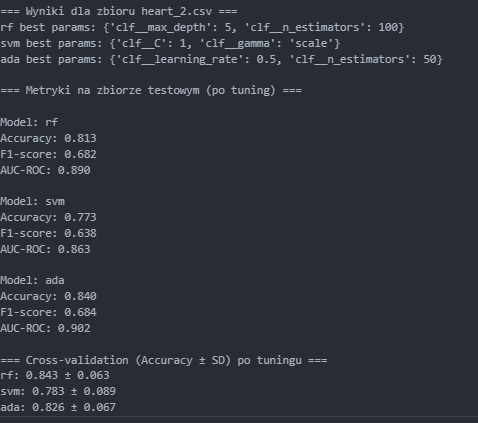 === Wyniki dla zbioru heart_2.csv ===
rf best params: {'clf__max_depth': 5, 'clf__n_estimators': 100}
svm best params: {'clf__C': 1, 'clf__gamma': 'scale'}
ada best params: {'clf__learning_rate': 0.5, 'clf__n_estimators': 50}
=== Metryki na zbiorze testowym (po tuning) ===
Model: rf
Accuracy: 0.813
F1-score: 0.682
AUC-ROC: 0.890
Model: svm
Accuracy: 0.773
F1-score: 0.638
AUC-ROC: 0.863
Model: ada
Accuracy: 0.840
F1-score: 0.684
AUC-ROC: 0.902
=== Cross-validation (Accuracy ± SD) po tuningu ===
rf: 0.843 ± 0.063
svm: 0.783 ± 0.089
ada: 0.826 ± 0.067